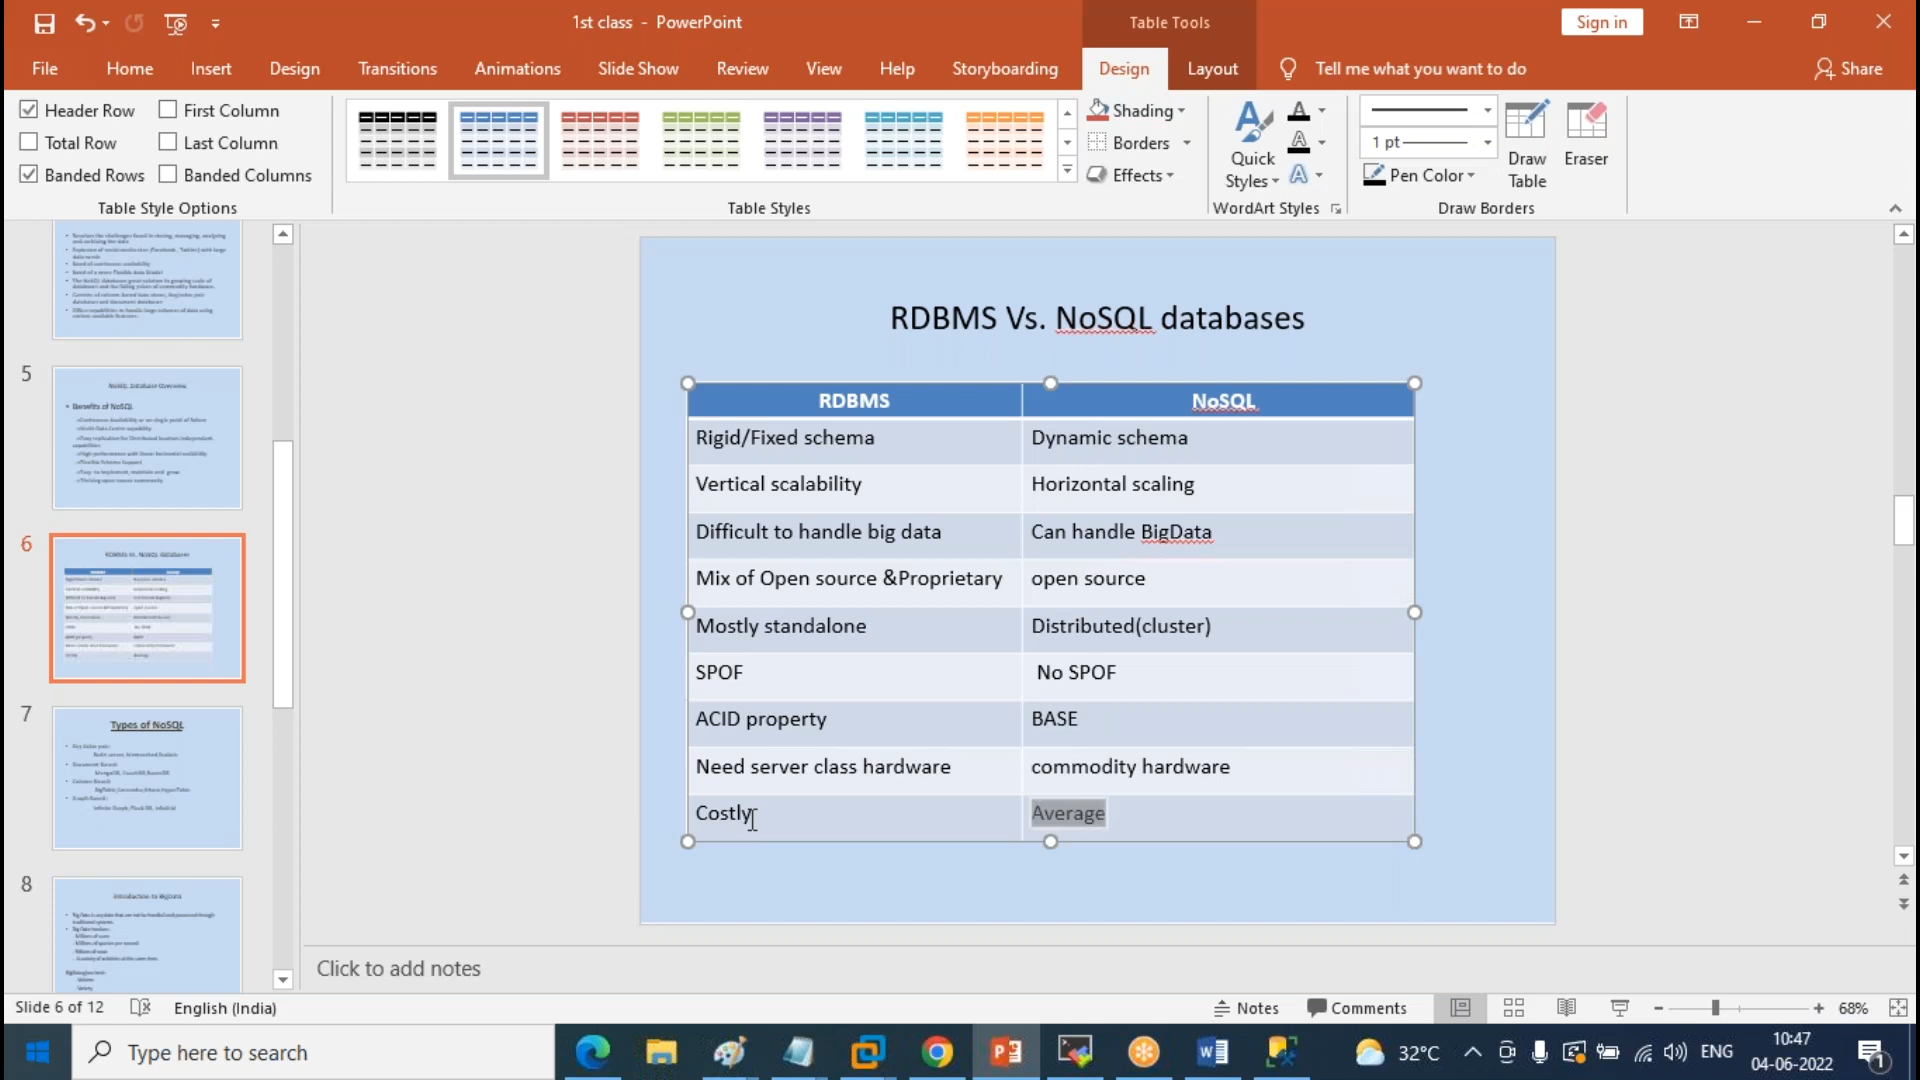 1st class - PowerPoint
Table Tools
Sign in
File Home Insert Design Transitions Animations Slide Show Review View Help Storyboarding Design Layout Tell me what you want to do Share
Header Row First Column
Total Row Last Column
Banded Rows Banded Columns
Table Style Options
Table Styles
Shading
Borders
Effects
Quick Styles
WordArt Styles
1 pt
Pen Color
Draw Table
Eraser
Draw Borders
5
Benefits of NoSQL
6
7
Types of NoSQL
8
Introduction to BigData
RDBMS Vs. NoSQL databases
RDBMS NoSQL
Rigid/Fixed schema Dynamic schema
Vertical scalability Horizontal scaling
Difficult to handle big data Can handle BigData
Mix of Open source &Proprietary open source
Mostly standalone Distributed(cluster)
SPOF No SPOF
ACID property BASE
Need server class hardware commodity hardware
Costly Average
Click to add notes
Slide 6 of 12 English (India) Notes Comments 68%
Type here to search
32°C ENG
10:47
04-06-2022
1